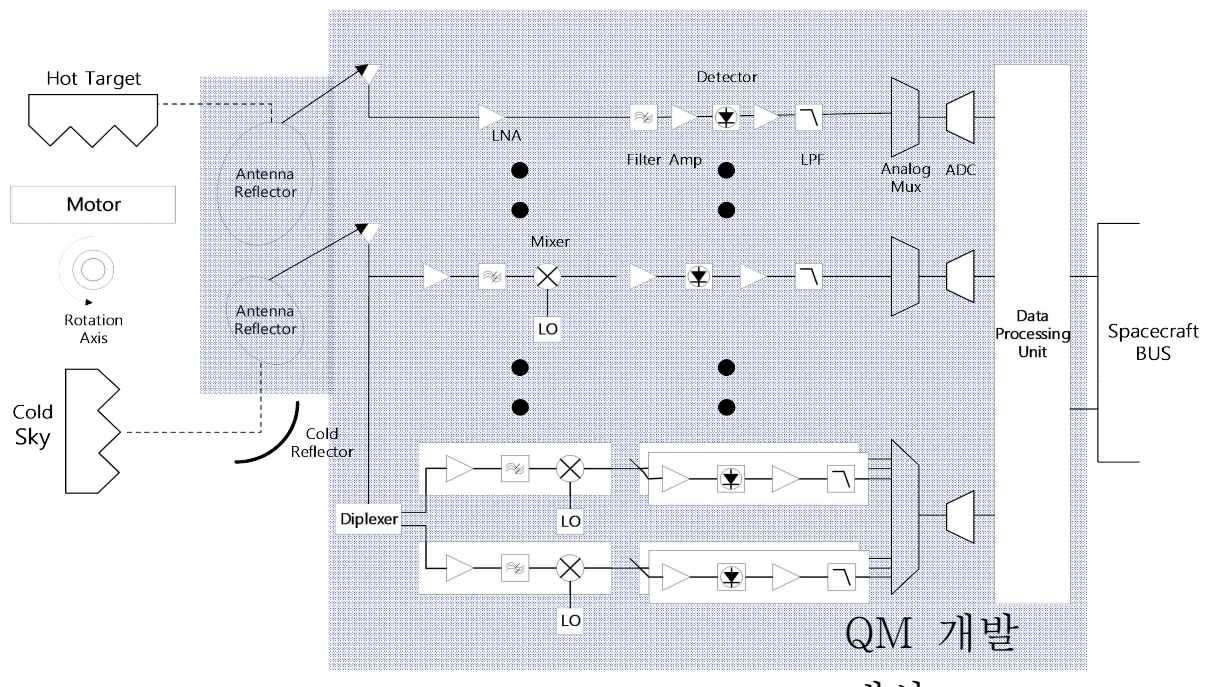 Hot Target
Detector
LNA
Filter Amp
LPF
Analog
Mux
ADC
Antenna
Reflector
Motor
Mixer
LO
Rotation
Axis
Antenna
Reflector
Data
Processing
Unit
Spacecraft
BUS
Cold
Sky
Cold
Reflector
Diplexer
LO
LO
QM 개발